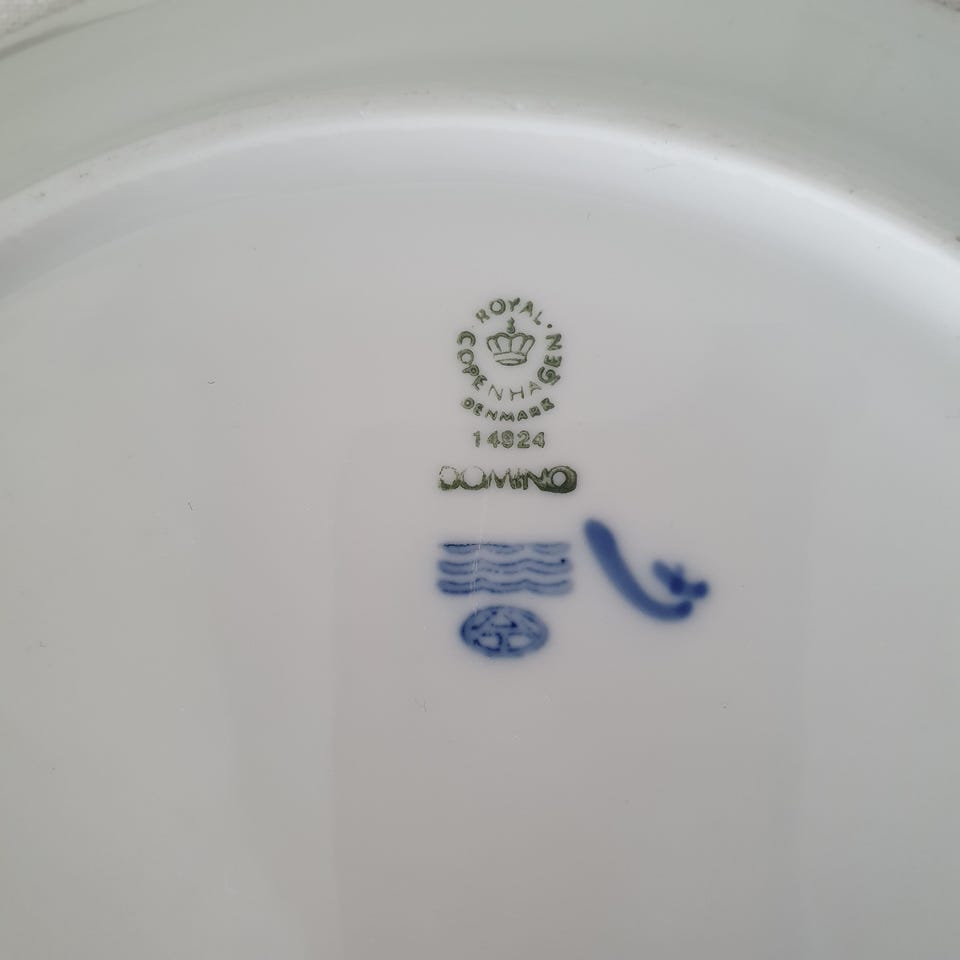 ROYAL·COPENHAGEN
DENMARK
14924
DOMINO